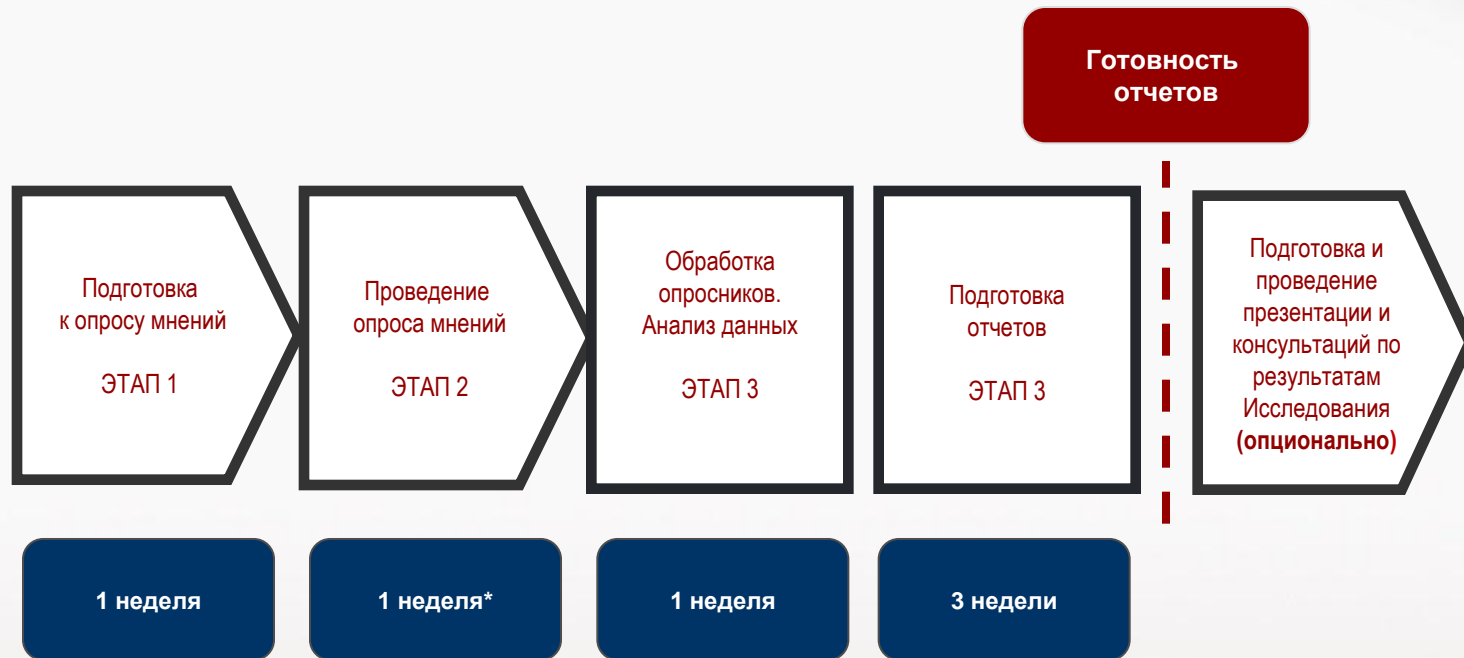 Готовность
отчетов
Подготовка
к опросу мнений
ЭТАП 1
Проведение
опроса мнений
ЭТАП 2
Обработка
опросников.
Анализ данных
ЭТАП 3
Подготовка
отчетов
ЭТАП 3
Подготовка и
проведение
презентации и
консультаций по
результатам
Исследования
(опционально)
1 неделя
1 неделя*
1 неделя
3 недели